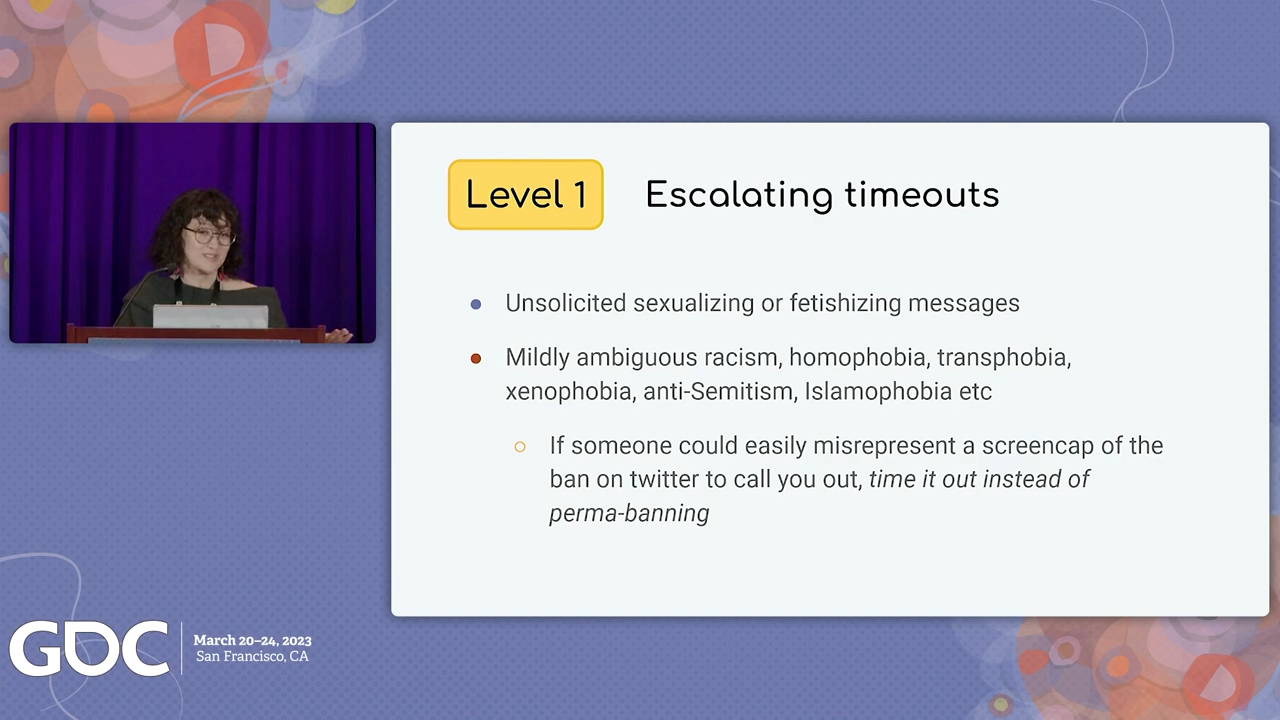 Level 1 Escalating timeouts
Unsolicited sexualizing or fetishizing messages
Mildly ambiguous racism, homophobia, transphobia,
xenophobia, anti-Semitism, Islamophobia etc
If someone could easily misrepresent a screencap of the
ban on twitter to call you out, time it out instead of
perma-banning
GDC
March 20–24, 2023
San Francisco, CA